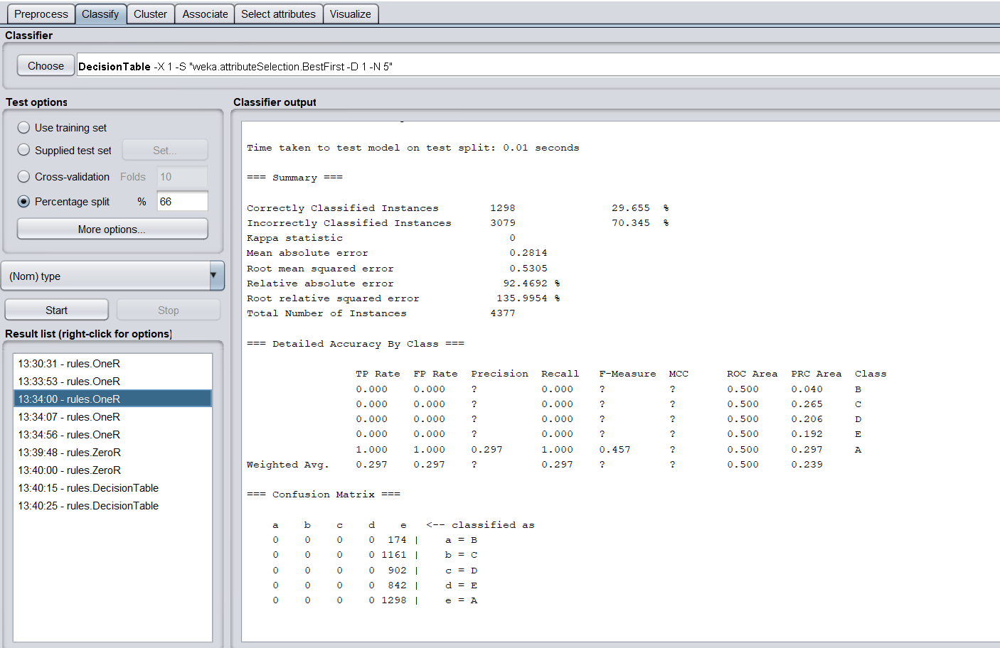 Preprocess Classify Cluster Associate Select attributes Visualize
Classifier
Choose DecisionTable -X 1 -S "weka.attributeSelection.BestFirst -D 1 -N 5"
Test options
Use training set
Supplied test set Set...
Cross-validation Folds 10
Percentage split % 66
More options...
(Nom) type
Start Stop
Result list (right-click for options)
13:30:31 - rules.OneR
13:33:53 - rules.OneR
13:34:00 - rules.OneR
13:34:07 - rules.OneR
13:34:56 - rules.OneR
13:39:48 - rules.ZeroR
13:40:00 - rules.ZeroR
13:40:15 - rules.DecisionTable
13:40:25 - rules.DecisionTable
Classifier output
Time taken to test model on test split: 0.01 seconds
=== Summary ===
Correctly Classified Instances 1298 29.655 %
Incorrectly Classified Instances 3079 70.345 %
Kappa statistic 0
Mean absolute error 0.2814
Root mean squared error 0.5305
Relative absolute error 92.4692 %
Root relative squared error 135.9954 %
Total Number of Instances 4377
=== Detailed Accuracy By Class ===
TP Rate FP Rate Precision Recall F-Measure MCC ROC Area PRC Area Class
0.000 0.000 ? 0.000 ? ? 0.500 0.040 B
0.000 0.000 ? 0.000 ? ? 0.500 0.265 C
0.000 0.000 ? 0.000 ? ? 0.500 0.206 D
0.000 0.000 ? 0.000 ? ? 0.500 0.192 E
1.000 1.000 0.297 1.000 0.457 ? 0.500 0.297 A
Weighted Avg. 0.297 0.297 ? 0.297 ? ? 0.500 0.239
=== Confusion Matrix ===
a b c d e <-- classified as
0 0 0 0 174 | a = B
0 0 0 0 1161 | b = C
0 0 0 0 902 | c = D
0 0 0 0 842 | d = E
0 0 0 0 1298 | e = A